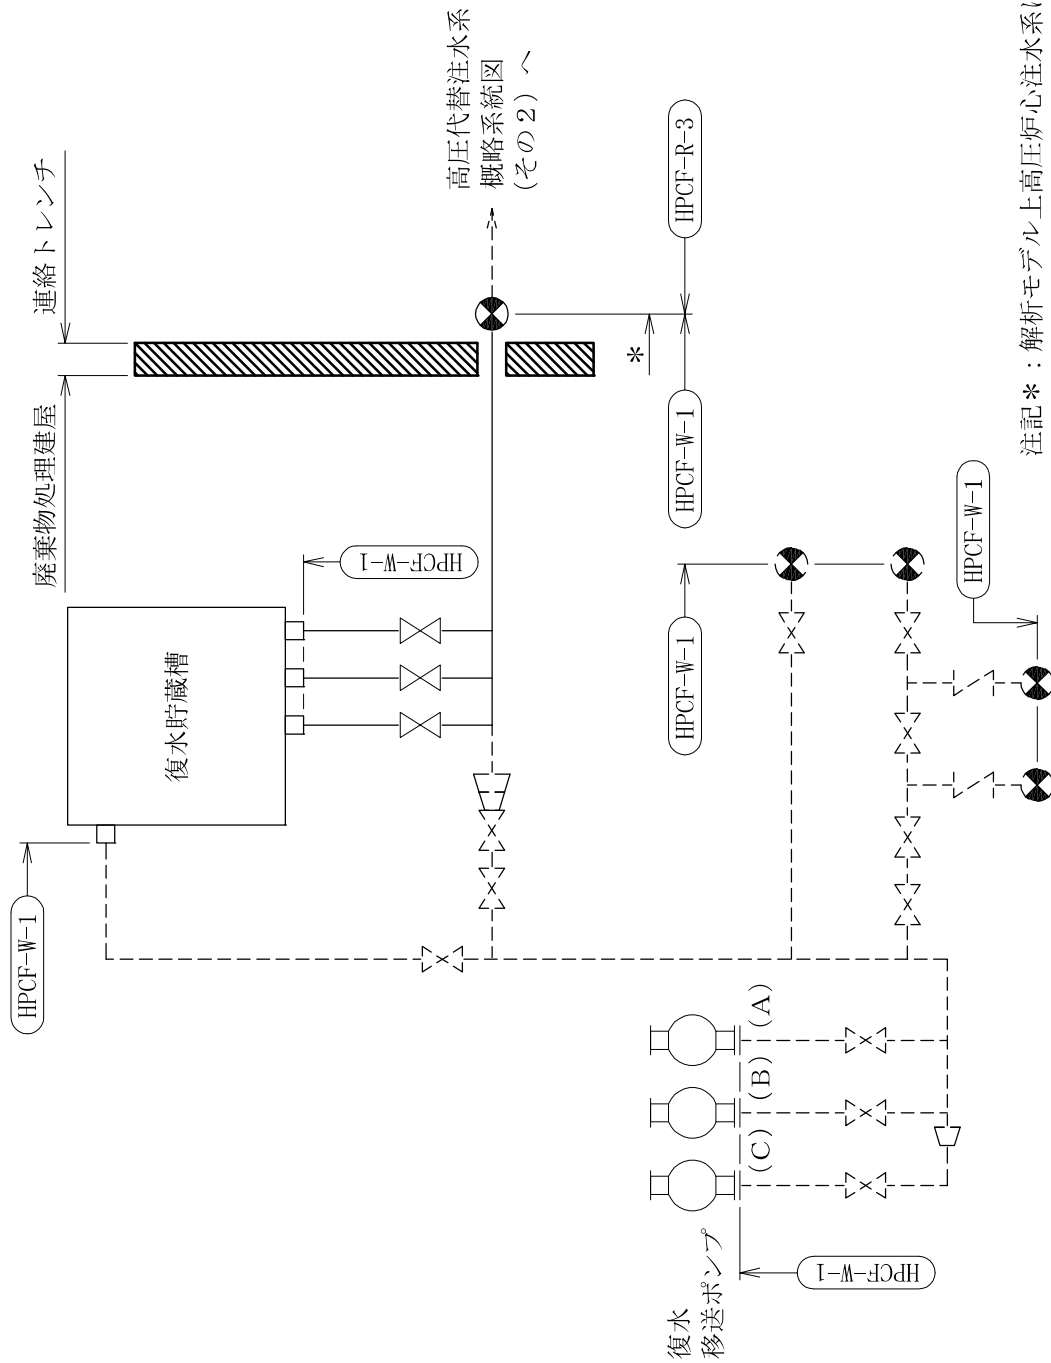 連絡トレンチ
廃棄物処理建屋
高圧代替注水系
概略系統図
(その2) へ
HPCF-R-3
*
HPCF-W-1
HPCF-W-1
復水貯蔵槽
HPCF-W-1
HPCF-W-1
HPCF-W-1
(A)
(B)
(C)
復水
移送ポンプ
HPCF-W-1
注記*：解析モデル上高圧炉心注水系